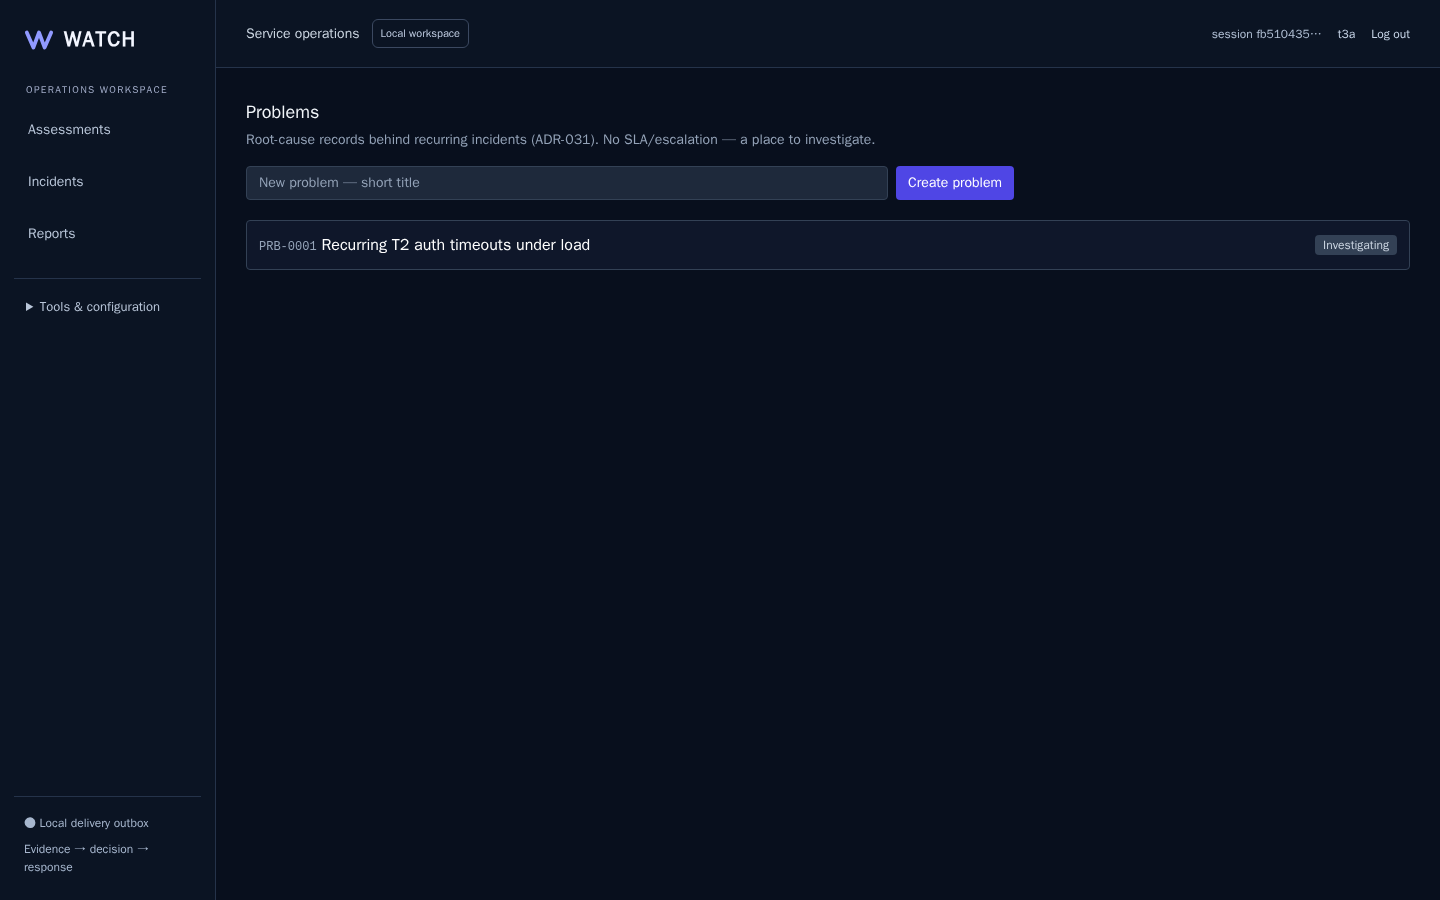 WATCH
OPERATIONS WORKSPACE
Assessments
Incidents
Reports
Tools & configuration
Local delivery outbox
Evidence → decision →
response
Service operations
Local workspace
session fb510435…
t3a
Log out
Problems
Root-cause records behind recurring incidents (ADR-031). No SLA/escalation — a place to investigate.
New problem — short title
Create problem
PRB-0001 Recurring T2 auth timeouts under load
Investigating